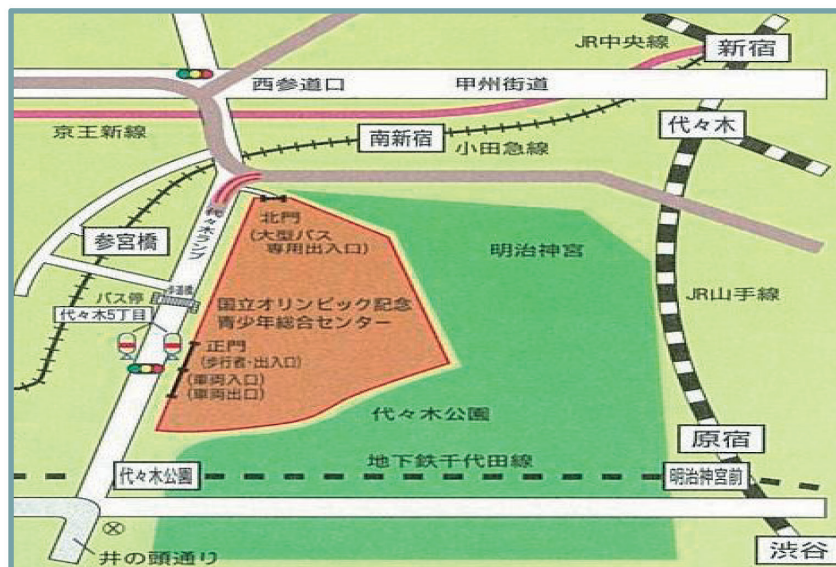 JR中央線
新宿
西参道口
甲州街道
代々木
京王新線
南新宿
小田急線
代々木ランプ
北門
(大型バス
専用出入口)
明治神宮
参宮橋
JR山手線
バス停
歩道橋
代々木5丁目
国立オリンピック記念
青少年総合センター
正門
(歩行者・出入口)
(車両入口)
(車両出口)
代々木公園
原宿
地下鉄千代田線
代々木公園
明治神宮前
井の頭通り
渋谷